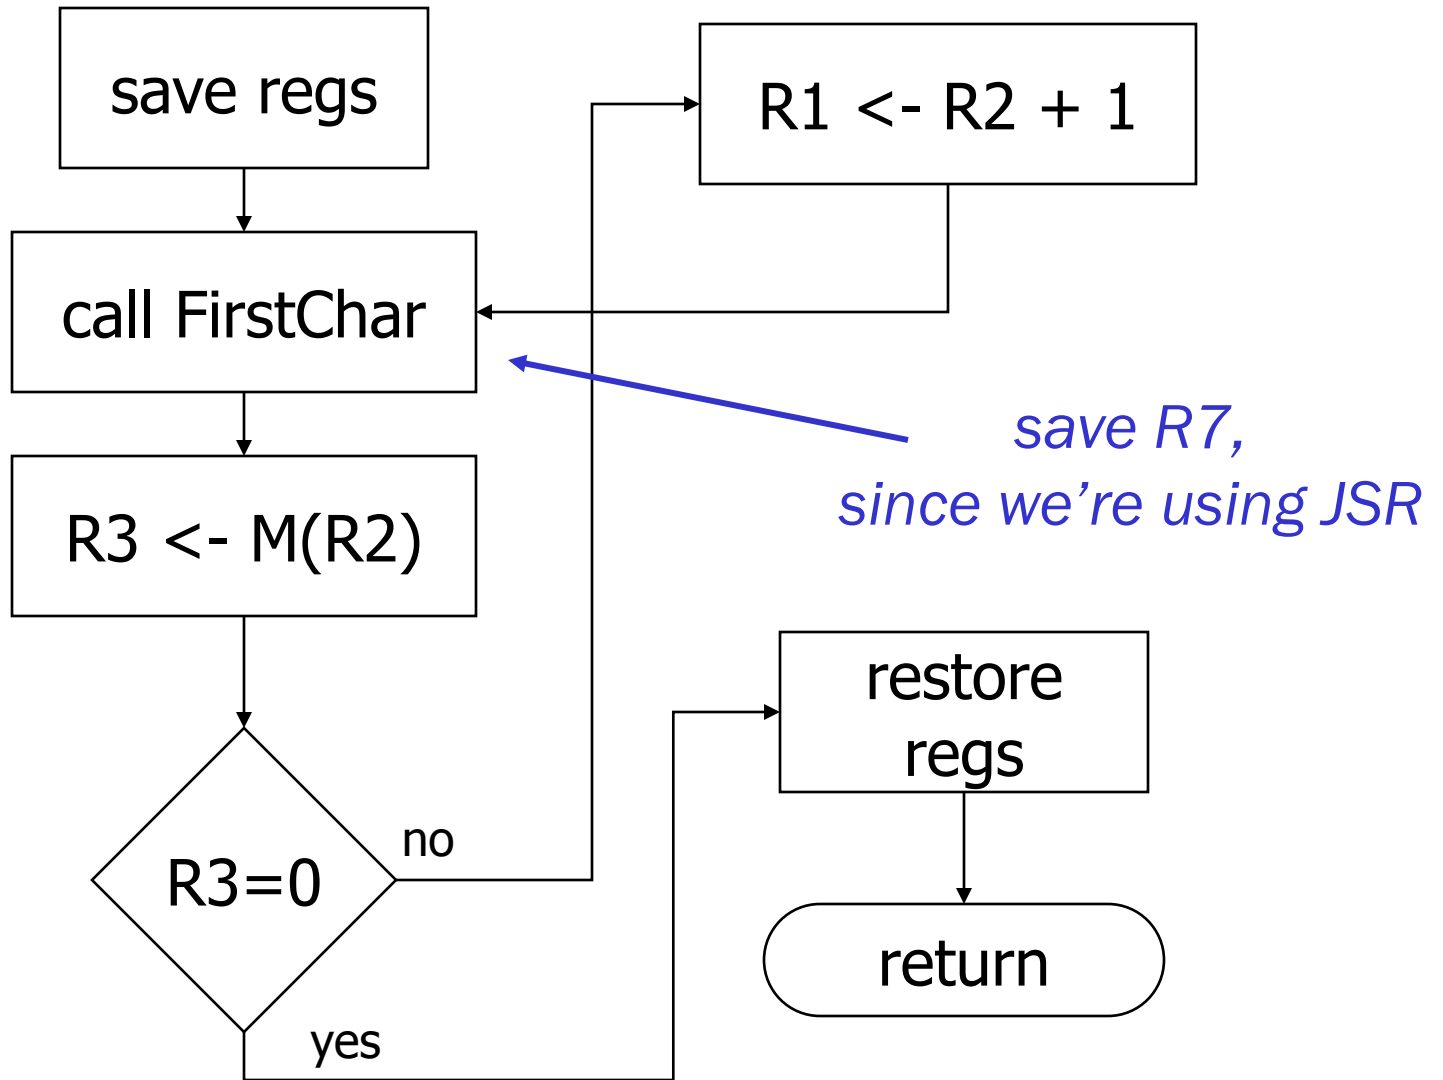 save regs
R1 <- R2 + 1
call FirstChar
save R7,
since we’re using JSR
R3 <- M(R2)
restore
regs
no
R3=0
return
yes